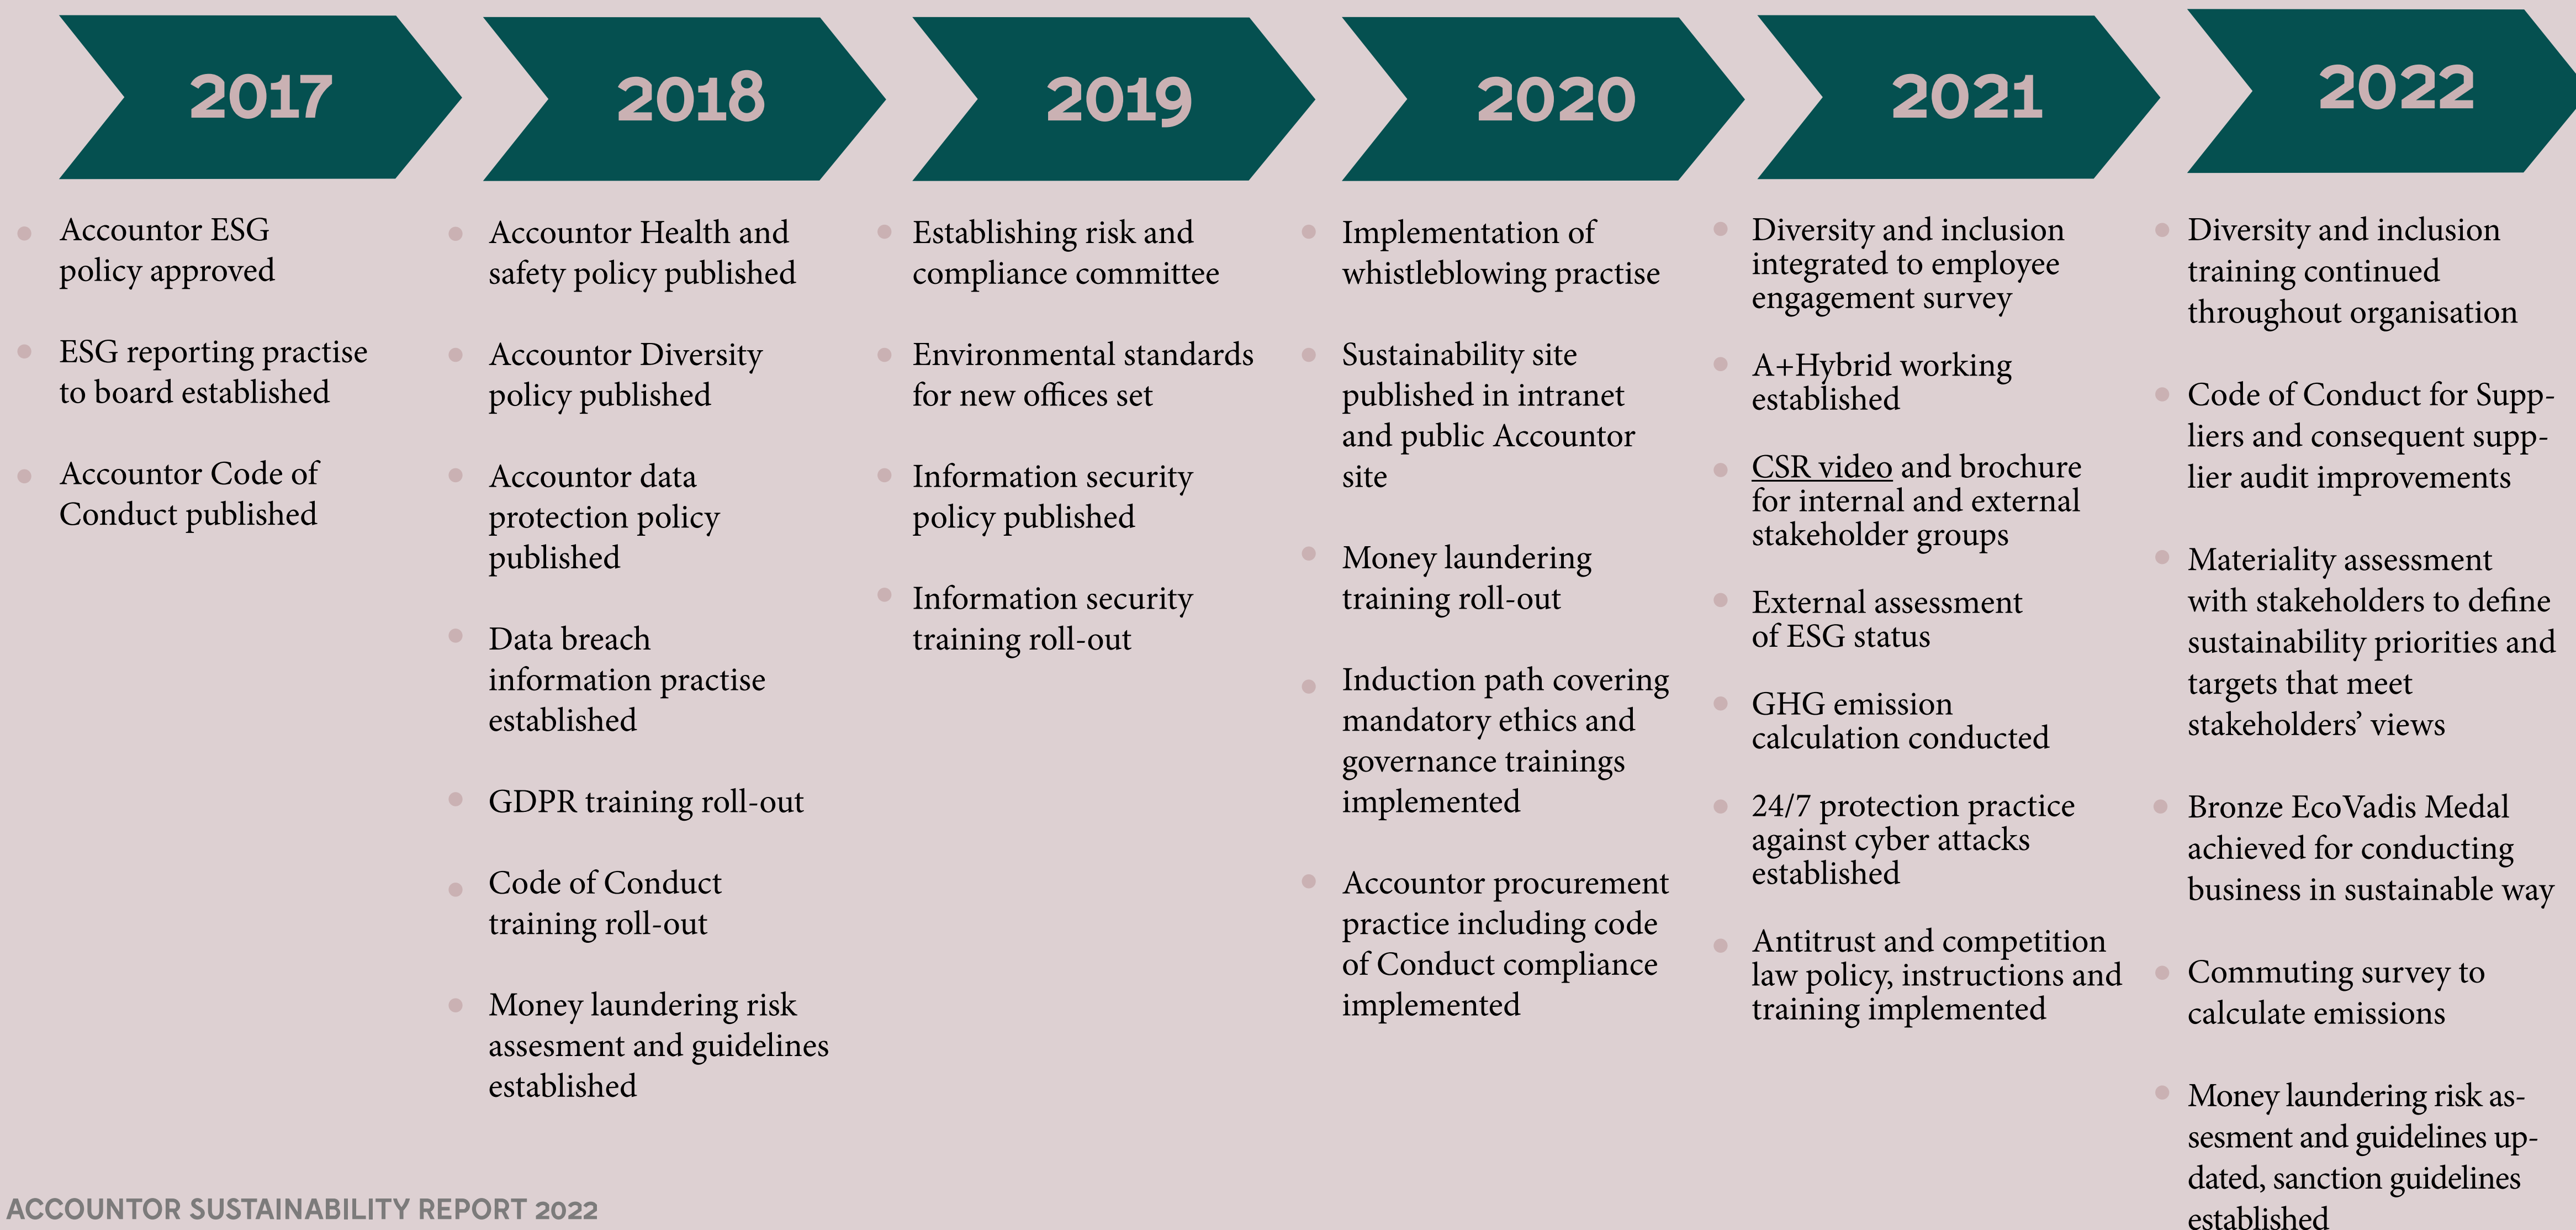 2017
Accountor ESG
policy approved
ESG reporting practise
to board established
Accountor Code of
Conduct published
2018
Accountor Health and
safety policy published
Accountor Diversity
policy published
Accountor data
protection policy
published
Data breach
information practise
established
GDPR training roll-out
Code of Conduct
training roll-out
Money laundering risk
assesment and guidelines
established
2019
Establishing risk and
compliance committee
Environmental standards
for new offices set
Information security
policy published
Information security
training roll-out
2020
Implementation of
whistleblowing practise
Sustainability site
published in intranet
and public Accountor
site
Money laundering
training roll-out
Induction path covering
mandatory ethics and
governance trainings
implemented
Accountor procurement
practice including code
of Conduct compliance
implemented
2021
Diversity and inclusion
integrated to employee
engagement survey
A+Hybrid working
established
CSR video and brochure
for internal and external
stakeholder groups
External assessment
of ESG status
GHG emission
calculation conducted
24/7 protection practice
against cyber attacks
established
Antitrust and competition
law policy, instructions and
training implemented
2022
Diversity and inclusion
training continued
throughout organisation
Code of Conduct for Supp-
liers and consequent supp-
lier audit improvements
Materiality assessment
with stakeholders to define
sustainability priorities and
targets that meet
stakeholders’ views
Bronze EcoVadis Medal
achieved for conducting
business in sustainable way
Commuting survey to
calculate emissions
Money laundering risk as-
sesment and guidelines up-
dated, sanction guidelines
established
ACCOUNTOR SUSTAINABILITY REPORT 2022